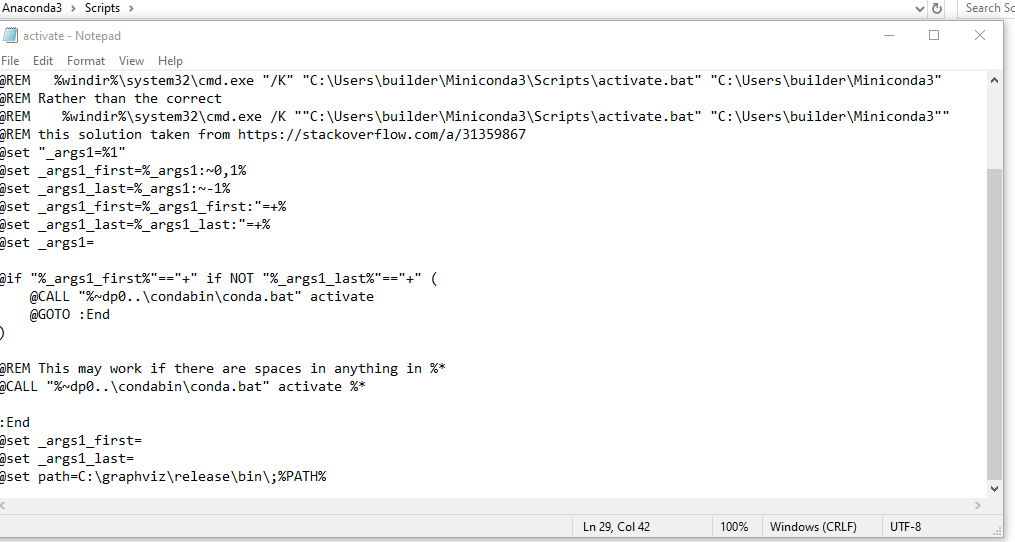 Anaconda3 > Scripts >
Search Sc
activate - Notepad
File Edit Format View Help
@REM   %windir%\system32\cmd.exe "/K" "C:\Users\builder\Miniconda3\Scripts\activate.bat" "C:\Users\builder\Miniconda3"
@REM Rather than the correct
@REM    %windir%\system32\cmd.exe /K ""C:\Users\builder\Miniconda3\Scripts\activate.bat" "C:\Users\builder\Miniconda3""
@REM this solution taken from https://stackoverflow.com/a/31359867
@set "_args1=%1"
@set _args1_first=%_args1:~0,1%
@set _args1_last=%_args1:~-1%
@set _args1_first=%_args1_first:"=+%
@set _args1_last=%_args1_last:"=+%
@set _args1=
@if "%_args1_first%"=="+" if NOT "%_args1_last%"=="+" (
    @CALL "%~dp0..\condabin\conda.bat" activate
    @GOTO :End
)
@REM This may work if there are spaces in anything in %*
@CALL "%~dp0..\condabin\conda.bat" activate %*
:End
@set _args1_first=
@set _args1_last=
@set path=C:\graphviz\release\bin\;%PATH%
Ln 29, Col 42 100% Windows (CRLF) UTF-8